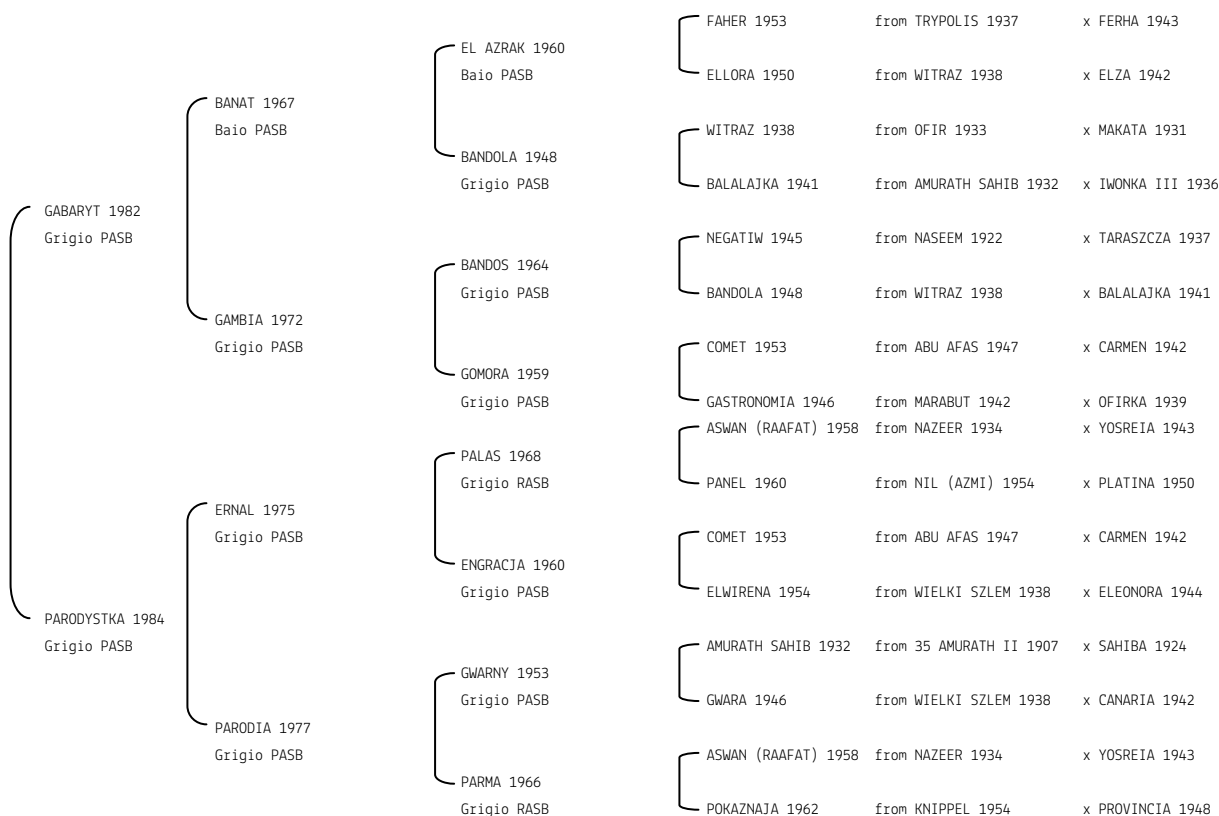 FAHER 1953 from TRYPOLIS 1937 x FERHA 1943
EL AZRAK 1960
Baio PASB
ELLORA 1950 from WITRAZ 1938 x ELZA 1942
BANAT 1967
Baio PASB
WITRAZ 1938 from OFIR 1933 x MAKATA 1931
BANDOLA 1948
Grigio PASB
BALALAJKA 1941 from AMURATH SAHIB 1932 x IWONKA III 1936
GABARYT 1982
Grigio PASB
NEGATIW 1945 from NASEEM 1922 x TARASZCZA 1937
BANDOS 1964
Grigio PASB
BANDOLA 1948 from WITRAZ 1938 x BALALAJKA 1941
GAMBIA 1972
Grigio PASB
COMET 1953 from ABU AFAS 1947 x CARMEN 1942
GOMORA 1959
Grigio PASB
GASTRONOMIA 1946 from MARABUT 1942 x OFIRKA 1939
ASWAN (RAAFAT) 1958 from NAZEER 1934 x YOSREIA 1943
PALAS 1968
Grigio RASB
PANEL 1960 from NIL (AZMI) 1954 x PLATINA 1950
ERNAL 1975
Grigio PASB
COMET 1953 from ABU AFAS 1947 x CARMEN 1942
ENGRACJA 1960
Grigio PASB
ELWIRENA 1954 from WIELKI SZLEM 1938 x ELEONORA 1944
PARODYSTKA 1984
Grigio PASB
AMURATH SAHIB 1932 from 35 AMURATH II 1907 x SAHIBA 1924
GWARNY 1953
Grigio PASB
GWARA 1946 from WIELKI SZLEM 1938 x CANARIA 1942
PARODIA 1977
Grigio PASB
ASWAN (RAAFAT) 1958 from NAZEER 1934 x YOSREIA 1943
PARMA 1966
Grigio RASB
POKAZNAJA 1962 from KNIPPEL 1954 x PROVINCIA 1948